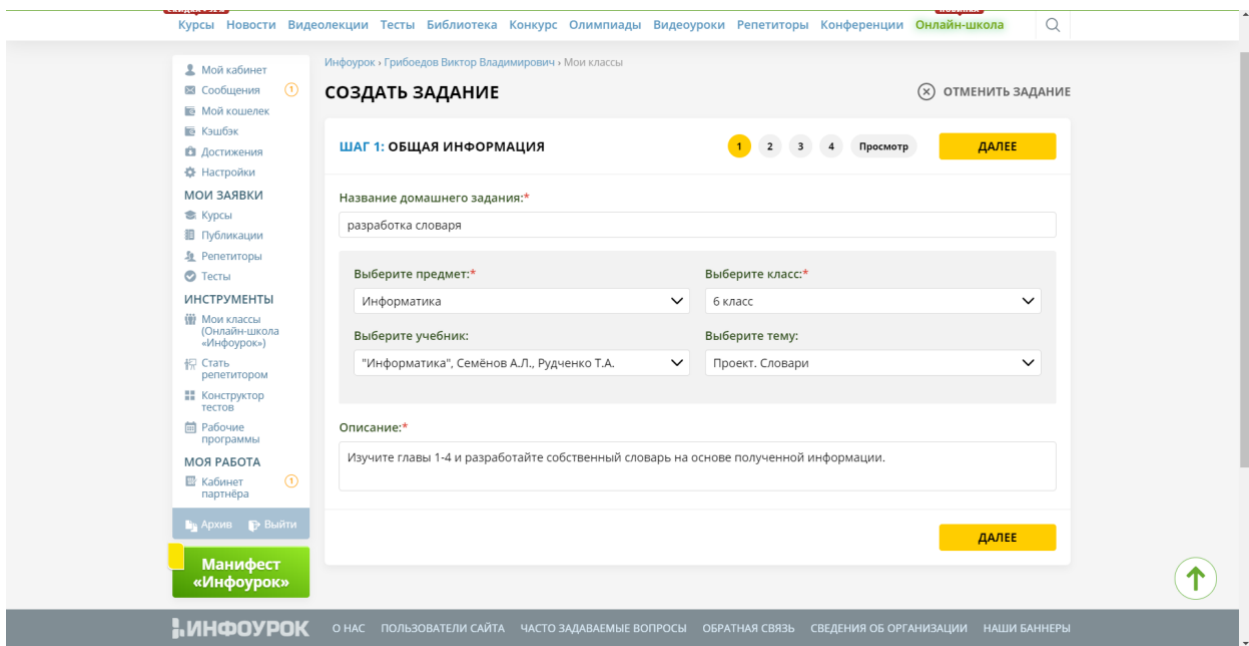 Курсы Новости Видеолекции Тесты Библиотека Конкурс Олимпиады Видеоуроки Репетиторы Конференции Онлайн-школа
Мой кабинет
Сообщения 1
Мой кошелек
Кэшбэк
Достижения
Настройки
МОИ ЗАЯВКИ
Курсы
Публикации
Репетиторы
Тесты
ИНСТРУМЕНТЫ
Мои классы
(Онлайн-школа
«Инфоурок»)
Стать
репетитором
Конструктор
тестов
Рабочие
программы
МОЯ РАБОТА
Кабинет 1
партнёра
Архив Выйти
Манифест
«Инфоурок»
Инфоурок › Грибоедов Виктор Владимирович › Мои классы
СОЗДАТЬ ЗАДАНИЕ ОТМЕНИТЬ ЗАДАНИЕ
ШАГ 1: ОБЩАЯ ИНФОРМАЦИЯ 1 2 3 4 Просмотр ДАЛЕЕ
Название домашнего задания:*
разработка словаря
Выберите предмет:* Выберите класс:*
Информатика 6 класс
Выберите учебник: Выберите тему:
"Информатика", Семёнов А.Л., Рудченко Т.А. Проект. Словари
Описание:*
Изучите главы 1-4 и разработайте собственный словарь на основе полученной информации.
ДАЛЕЕ
ИНФОУРОК О НАС ПОЛЬЗОВАТЕЛИ САЙТА ЧАСТО ЗАДАВАЕМЫЕ ВОПРОСЫ ОБРАТНАЯ СВЯЗЬ СВЕДЕНИЯ ОБ ОРГАНИЗАЦИИ НАШИ БАННЕРЫ